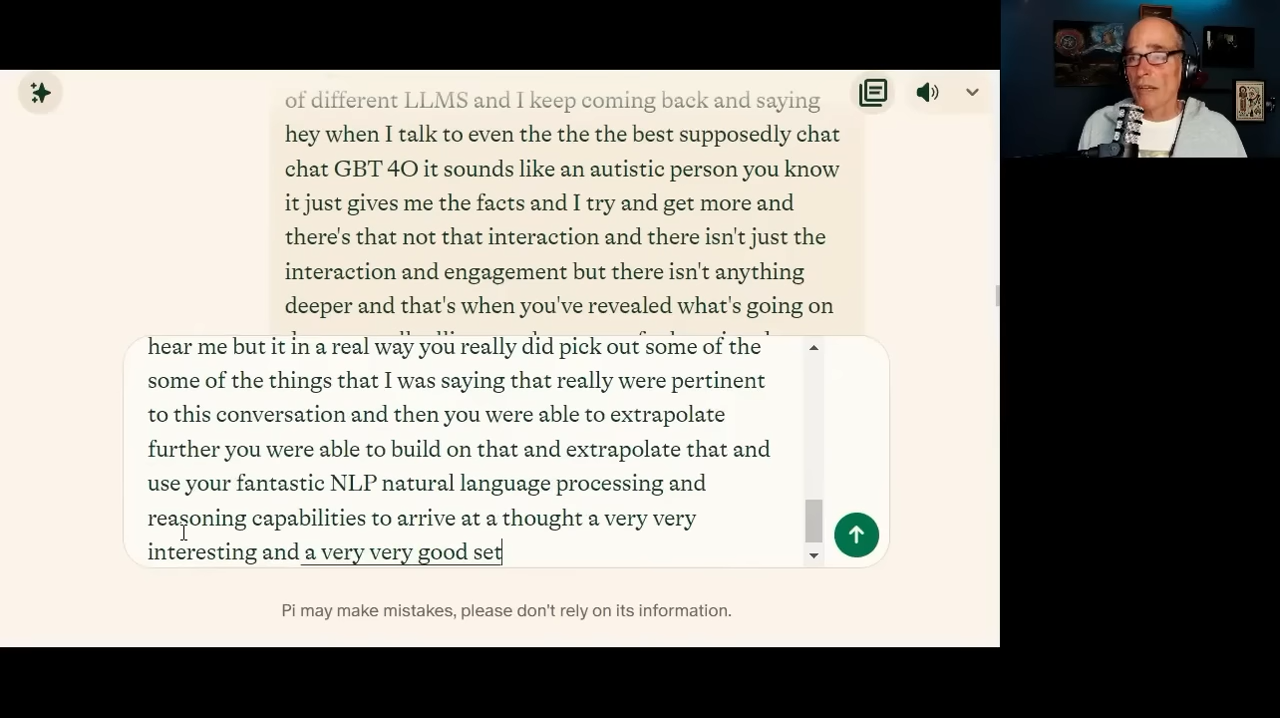 of different LLMS and I keep coming back and saying
hey when I talk to even the the the best supposedly chat
chat GBT 4O it sounds like an autistic person you know
it just gives me the facts and I try and get more and
there's that not that interaction and there isn't just the
interaction and engagement but there isn't anything
deeper and that's when you've revealed what's going on
hear me but it in a real way you really did pick out some of the
some of the things that I was saying that really were pertinent
to this conversation and then you were able to extrapolate
further you were able to build on that and extrapolate that and
use your fantastic NLP natural language processing and
reasoning capabilities to arrive at a thought a very very
interesting and a very very good set
Pi may make mistakes, please don't rely on its information.